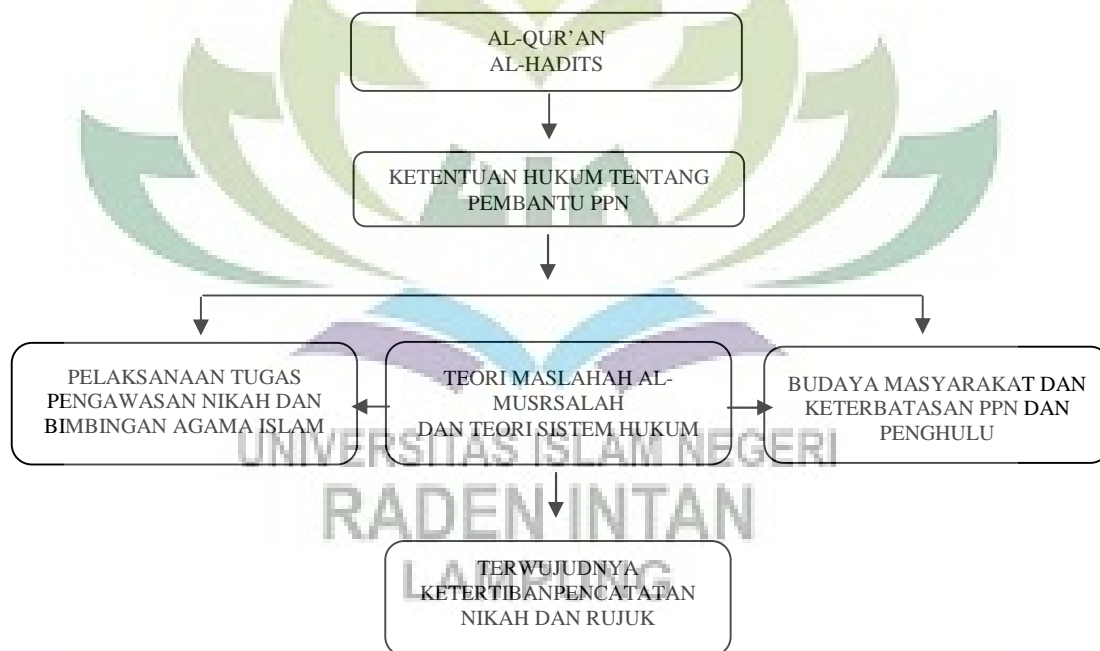 AL-QUR’AN
AL-HADITS
KETENTUAN HUKUM TENTANG
PEMBANTU PPN
UIN
PELAKSANAAN TUGAS
PENGAWASAN NIKAH DAN
BIMBINGAN AGAMA ISLAM
TEORI MASLAHAH AL-
MUSRSALAH
DAN TEORI SISTEM HUKUM
BUDAYA MASYARAKAT DAN
KETERBATASAN PPN DAN
PENGHULU
UNIVERSITAS ISLAM NEGERI
RADEN INTAN
LAMPUNG
TERWUJUDNYA
KETERTIBANPENCATATAN
NIKAH DAN RUJUK